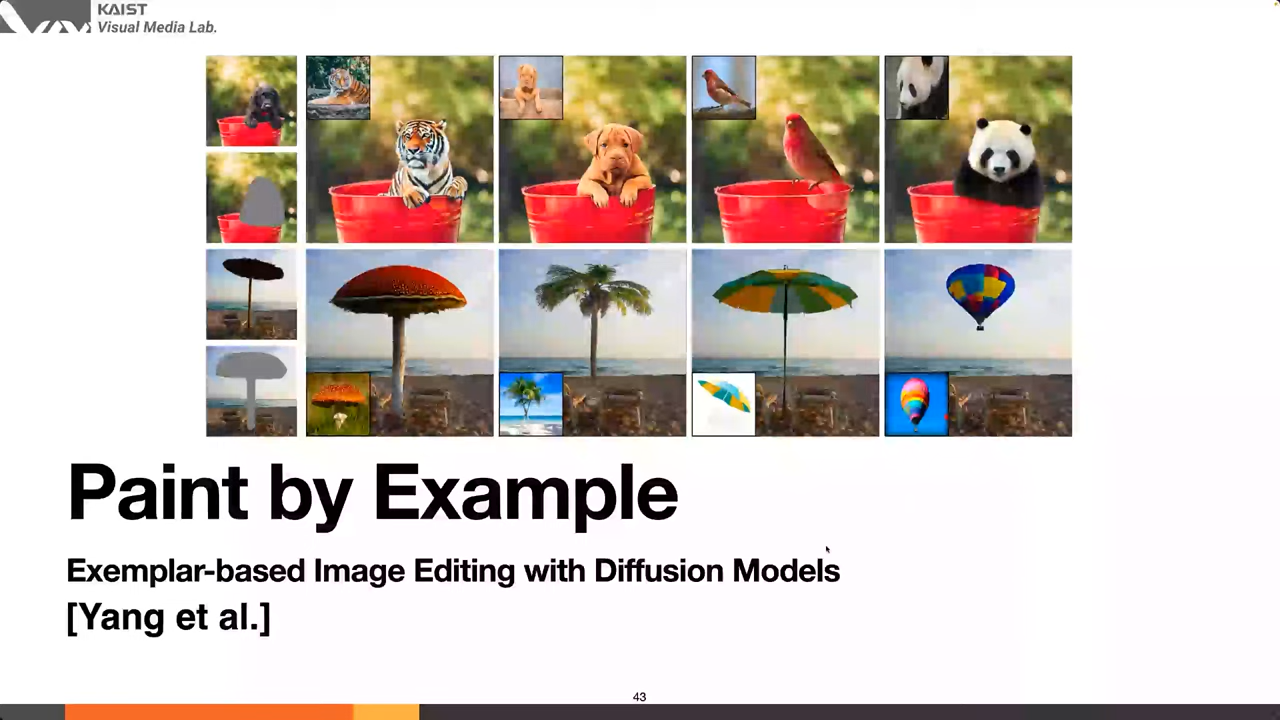 KAIST
Visual Media Lab.
Paint by Example
Exemplar-based Image Editing with Diffusion Models
[Yang et al.]
43